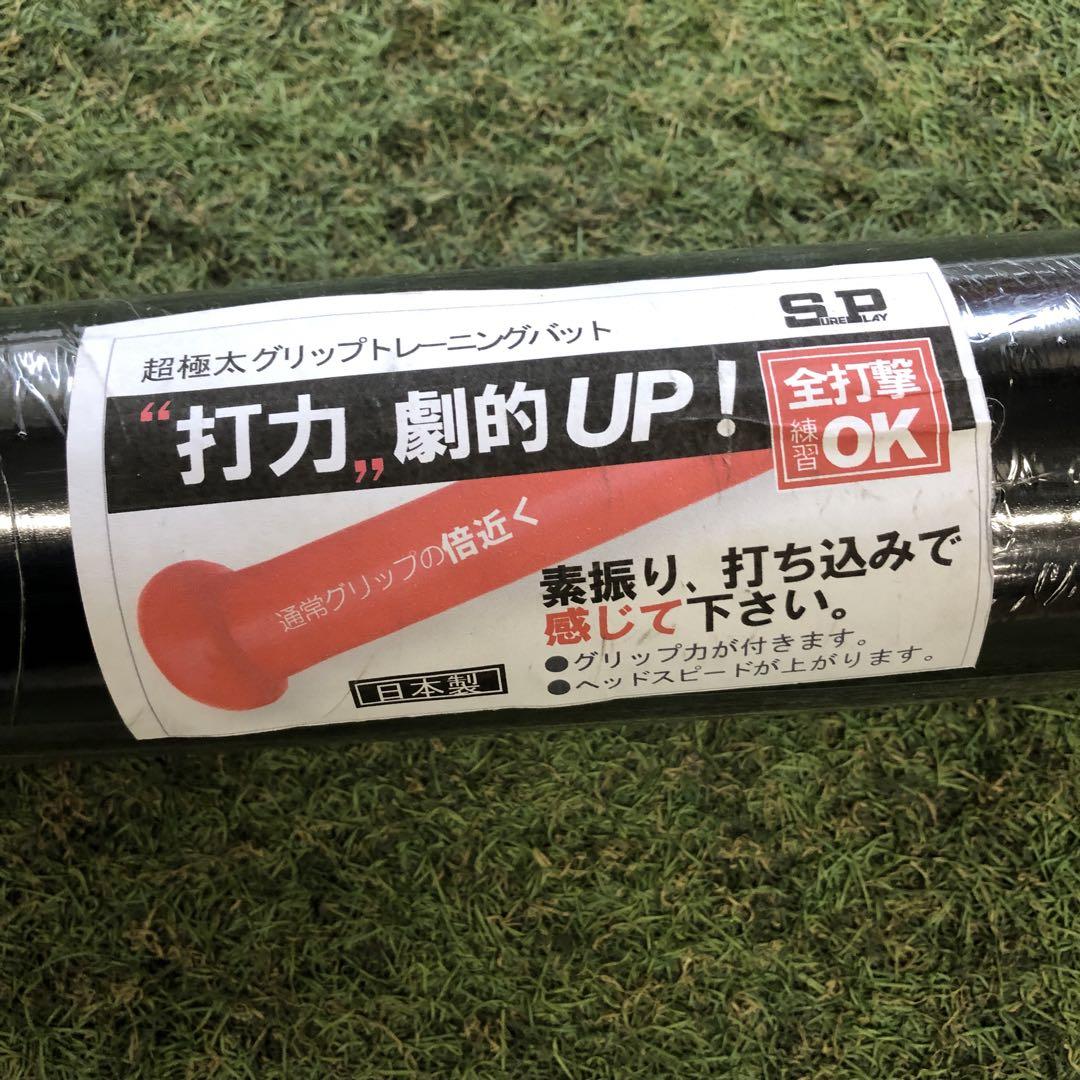 SUREPLAY
超極太グリップトレーニングバット
“打力„劇的UP!
全打撃
練習OK
通常グリップの倍近く
素振り、打ち込みで
感じて下さい。
●グリップ力が付きます。
●ヘッドスピードが上がります。
日本製